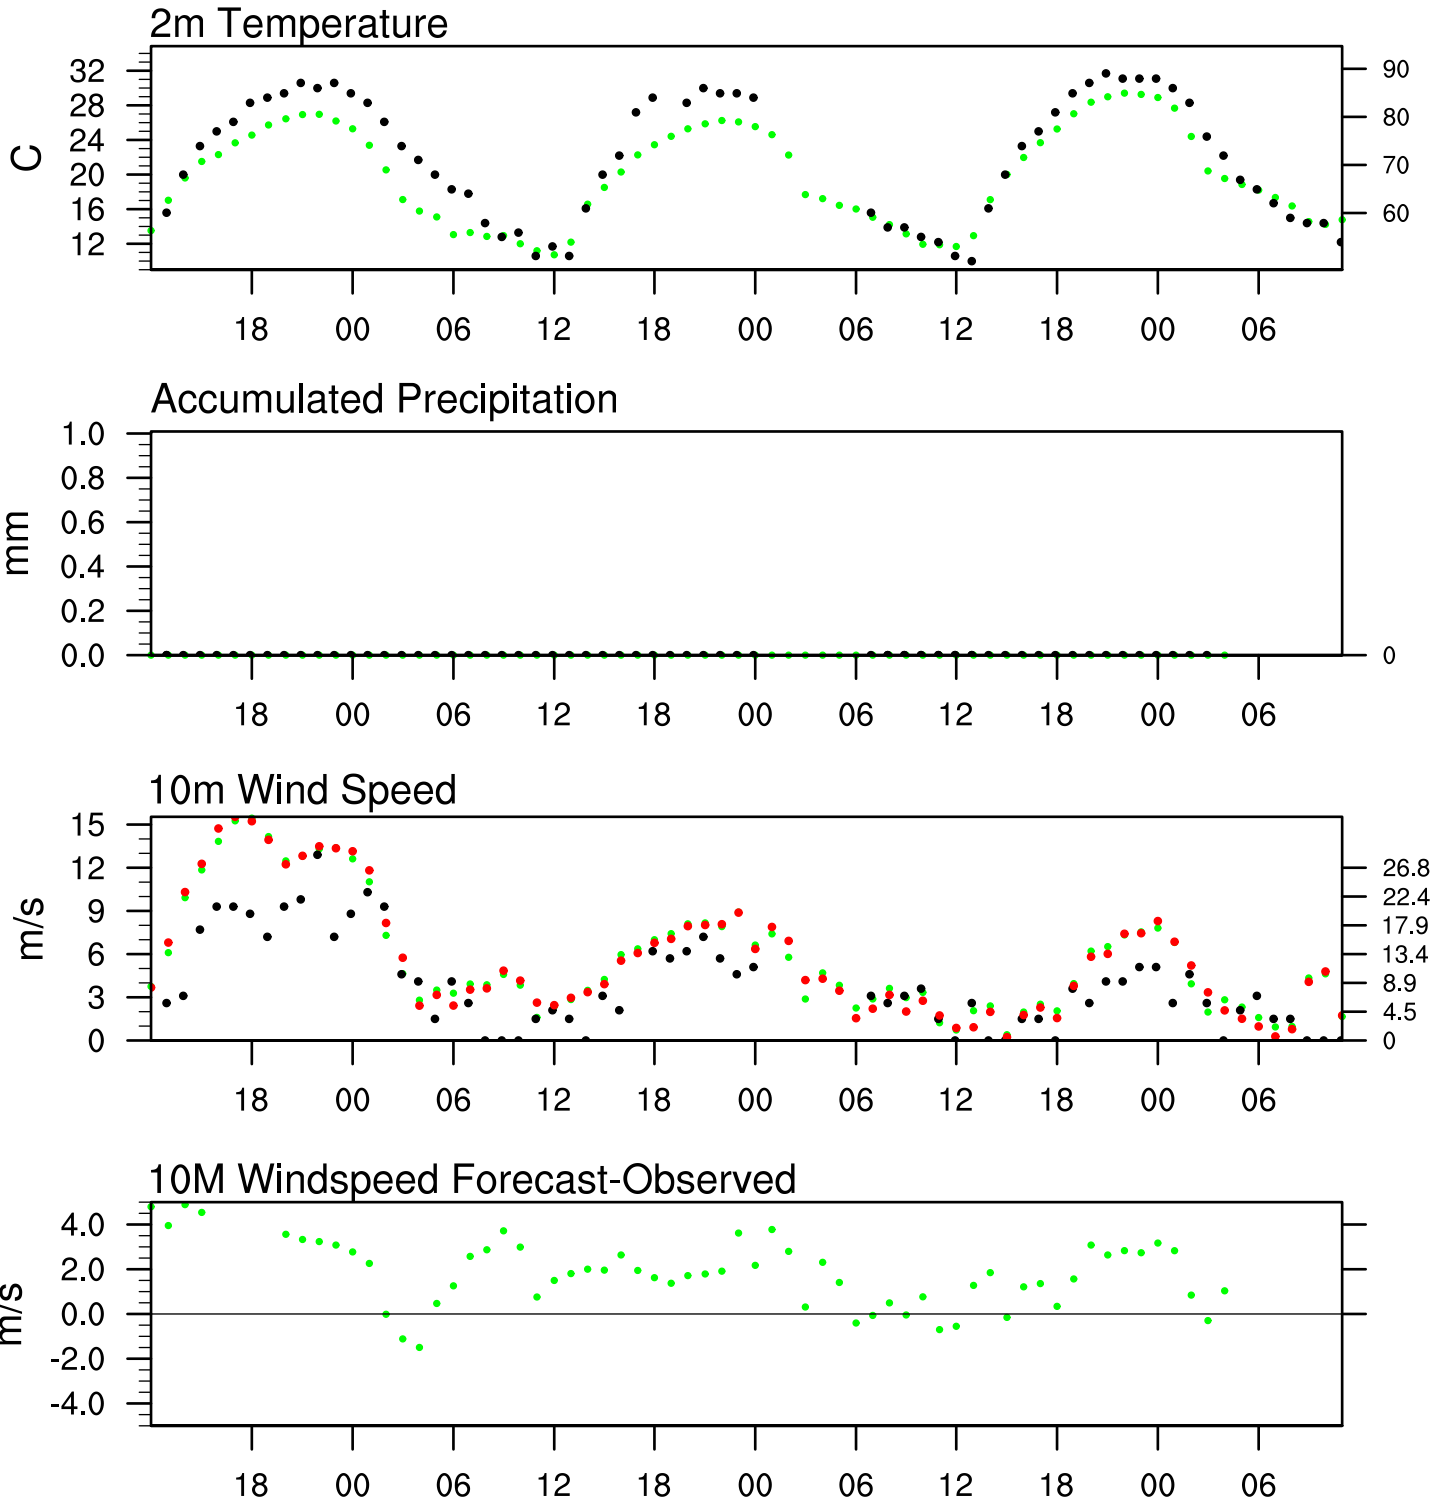 2m Temperature
32
28
24
20
16
12
C
90
80
70
60
18 00 06 12 18 00 06 12 18 00 06
Accumulated Precipitation
1.0
0.8
0.6
0.4
0.2
0.0
mm
0
18 00 06 12 18 00 06 12 18 00 06
10m Wind Speed
15
12
9
6
3
0
m/s
26.8
22.4
17.9
13.4
8.9
4.5
0
18 00 06 12 18 00 06 12 18 00 06
10M Windspeed Forecast-Observed
4.0
2.0
0.0
-2.0
-4.0
m/s
18 00 06 12 18 00 06 12 18 00 06